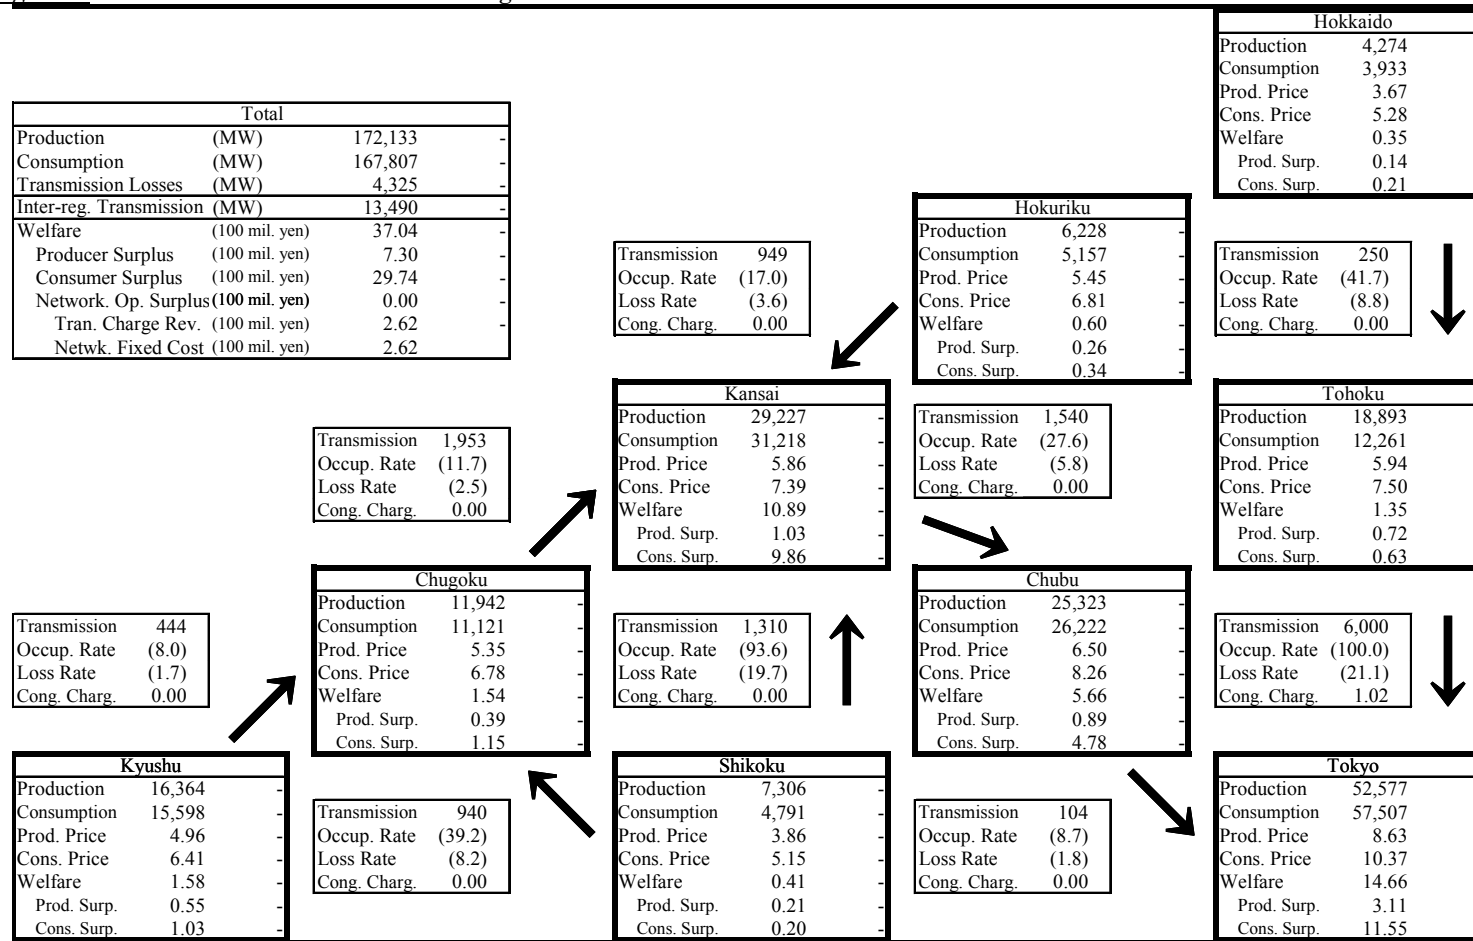 Hokkaido
Production 4,274
Consumption 3,933
Prod. Price 3.67
Cons. Price 5.28
Welfare 0.35
Prod. Surp. 0.14
Cons. Surp. 0.21
Total
Production (MW) 172,133 -
Consumption (MW) 167,807 -
Transmission Losses (MW) 4,325 -
Inter-reg. Transmission (MW) 13,490 -
Welfare (100 mil. yen) 37.04 -
Producer Surplus (100 mil. yen) 7.30 -
Consumer Surplus (100 mil. yen) 29.74 -
Network. Op. Surplus (100 mil. yen) 0.00 -
Tran. Charge Rev. (100 mil. yen) 2.62 -
Netwk. Fixed Cost (100 mil. yen) 2.62
Hokuriku
Production 6,228 -
Consumption 5,157 -
Prod. Price 5.45 -
Cons. Price 6.81 -
Welfare 0.60 -
Prod. Surp. 0.26 -
Cons. Surp. 0.34 -
Transmission 949
Occup. Rate (17.0)
Loss Rate (3.6)
Cong. Charg. 0.00
Transmission 250
Occup. Rate (41.7)
Loss Rate (8.8)
Cong. Charg. 0.00
Kansai
Production 29,227 -
Consumption 31,218 -
Prod. Price 5.86 -
Cons. Price 7.39 -
Welfare 10.89 -
Prod. Surp. 1.03 -
Cons. Surp. 9.86 -
Transmission 1,953
Occup. Rate (11.7)
Loss Rate (2.5)
Cong. Charg. 0.00
Transmission 1,540
Occup. Rate (27.6)
Loss Rate (5.8)
Cong. Charg. 0.00
Tohoku
Production 18,893
Consumption 12,261
Prod. Price 5.94
Cons. Price 7.50
Welfare 1.35
Prod. Surp. 0.72
Cons. Surp. 0.63
Chugoku
Production 11,942 -
Consumption 11,121 -
Prod. Price 5.35 -
Cons. Price 6.78 -
Welfare 1.54 -
Prod. Surp. 0.39 -
Cons. Surp. 1.15 -
Chubu
Production 25,323 -
Consumption 26,222 -
Prod. Price 6.50 -
Cons. Price 8.26 -
Welfare 5.66 -
Prod. Surp. 0.89 -
Cons. Surp. 4.78 -
Transmission 444
Occup. Rate (8.0)
Loss Rate (1.7)
Cong. Charg. 0.00
Transmission 1,310
Occup. Rate (93.6)
Loss Rate (19.7)
Cong. Charg. 0.00
Transmission 6,000
Occup. Rate (100.0)
Loss Rate (21.1)
Cong. Charg. 1.02
Kyushu
Production 16,364 -
Consumption 15,598 -
Prod. Price 4.96 -
Cons. Price 6.41 -
Welfare 1.58 -
Prod. Surp. 0.55 -
Cons. Surp. 1.03 -
Transmission 940
Occup. Rate (39.2)
Loss Rate (8.2)
Cong. Charg. 0.00
Shikoku
Production 7,306 -
Consumption 4,791 -
Prod. Price 3.86 -
Cons. Price 5.15 -
Welfare 0.41 -
Prod. Surp. 0.21 -
Cons. Surp. 0.20 -
Transmission 104
Occup. Rate (8.7)
Loss Rate (1.8)
Cong. Charg. 0.00
Tokyo
Production 52,577
Consumption 57,507
Prod. Price 8.63
Cons. Price 10.37
Welfare 14.66
Prod. Surp. 3.11
Cons. Surp. 11.55